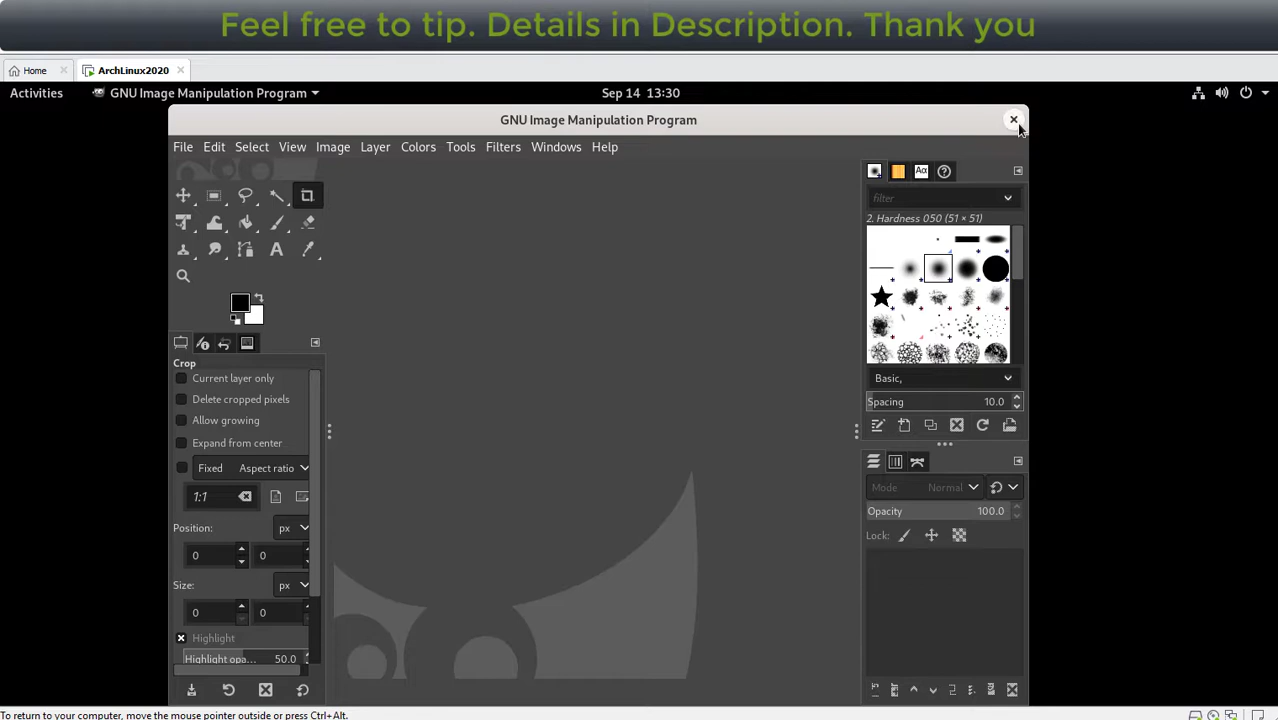 Feel free to tip. Details in Description. Thank you
Home
ArchLinux2020
Activities
GNU Image Manipulation Program
Sep 14 13:30
GNU Image Manipulation Program
File Edit Select View Image Layer Colors Tools Filters Windows Help
filter
2. Hardness 050 (51 × 51)
Basic,
Spacing 10.0
Crop
Current layer only
Delete cropped pixels
Allow growing
Expand from center
Fixed Aspect ratio
1:1
Position: px
0 0
Size: px
0 0
Highlight
Highlight opa... 50.0
Mode Normal
Opacity 100.0
Lock:
To return to your computer, move the mouse pointer outside or press Ctrl+Alt.